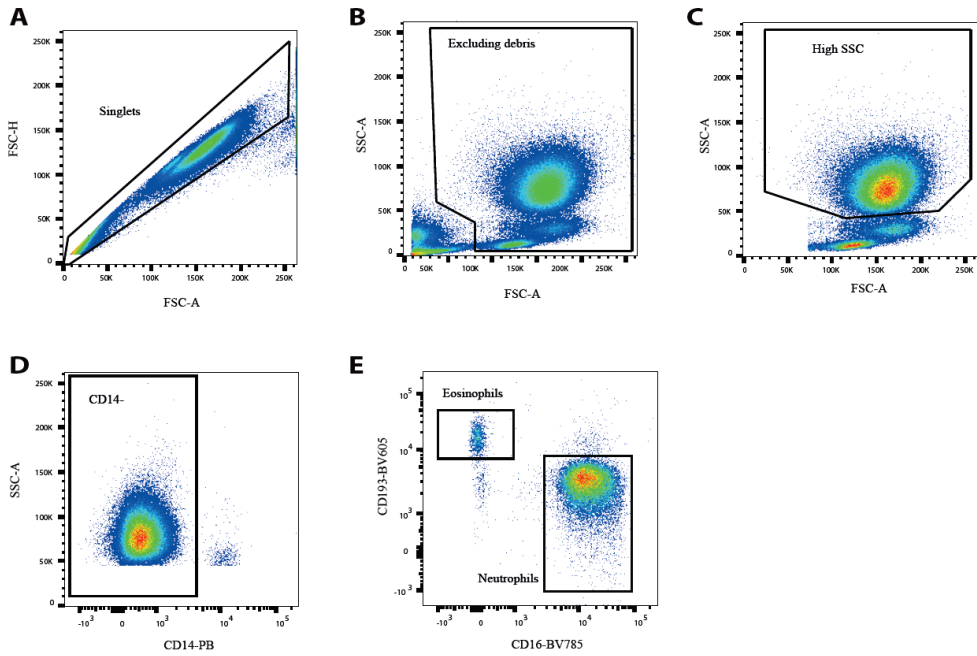 A
250K
200K
150K
100K
50K
0
FSC-H
Singlets
0 50K 100K 150K 200K 250K
FSC-A
B
250K
200K
150K
100K
50K
0
SSC-A
Excluding debris
50K 100K 150K 200K 250K
0
FSC-A
C
250K
200K
150K
100K
50K
0
SSC-A
High SSC
0 50K 100K 150K 200K 250K
FSC-A
D
250K
200K
150K
100K
50K
0
SSC-A
CD14-
-10³ 0 10³ 10⁴ 10⁵
CD14-PB
E
10⁵
10⁴
10³
0
-10³
CD193-BV605
Eosinophils
Neutrophils
-10³ 0 10³ 10⁴ 10⁵
CD16-BV785